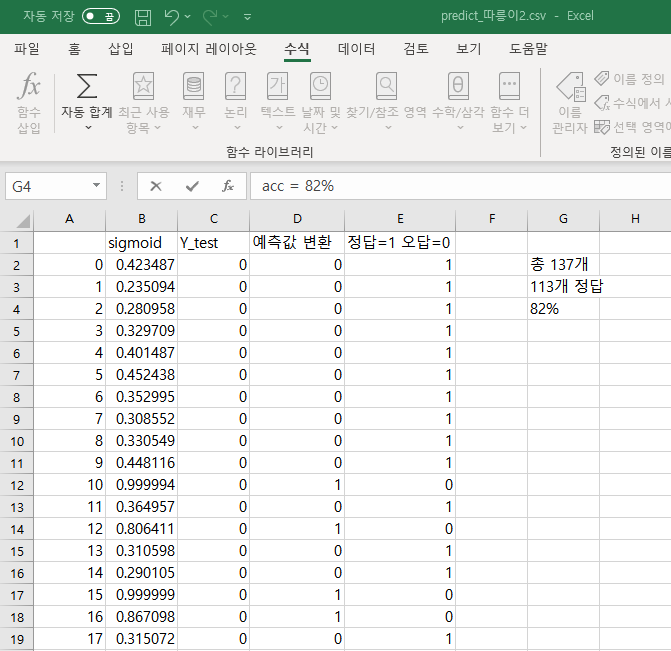 자동 저장 끔 predict_따릉이2.csv - Excel
파일 홈 삽입 페이지 레이아웃 수식 데이터 검토 보기 도움말
fx Σ 가 θ 이름 정의
함수 자동 합계 최근 사용 재무 논리 텍스트 날짜 및 찾기/참조 영역 수학/삼각 함수 더 이름 수식에서
삽입 항목 시간 보기 관리자 선택 영역
함수 라이브러리 정의된 이름
G4 fx acc = 82%
A B C D E F G H
1 sigmoid Y_test 예측값 변환 정답=1 오답=0
2 0 0.423487 0 0 1 총 137개
3 1 0.235094 0 0 1 113개 정답
4 2 0.280958 0 0 1 82%
5 3 0.329709 0 0 1
6 4 0.401487 0 0 1
7 5 0.452438 0 0 1
8 6 0.352995 0 0 1
9 7 0.308552 0 0 1
10 8 0.330549 0 0 1
11 9 0.448116 0 0 1
12 10 0.999994 0 1 0
13 11 0.364957 0 0 1
14 12 0.806411 0 1 0
15 13 0.310598 0 0 1
16 14 0.290105 0 0 1
17 15 0.999999 0 1 0
18 16 0.867098 0 1 0
19 17 0.315072 0 0 1